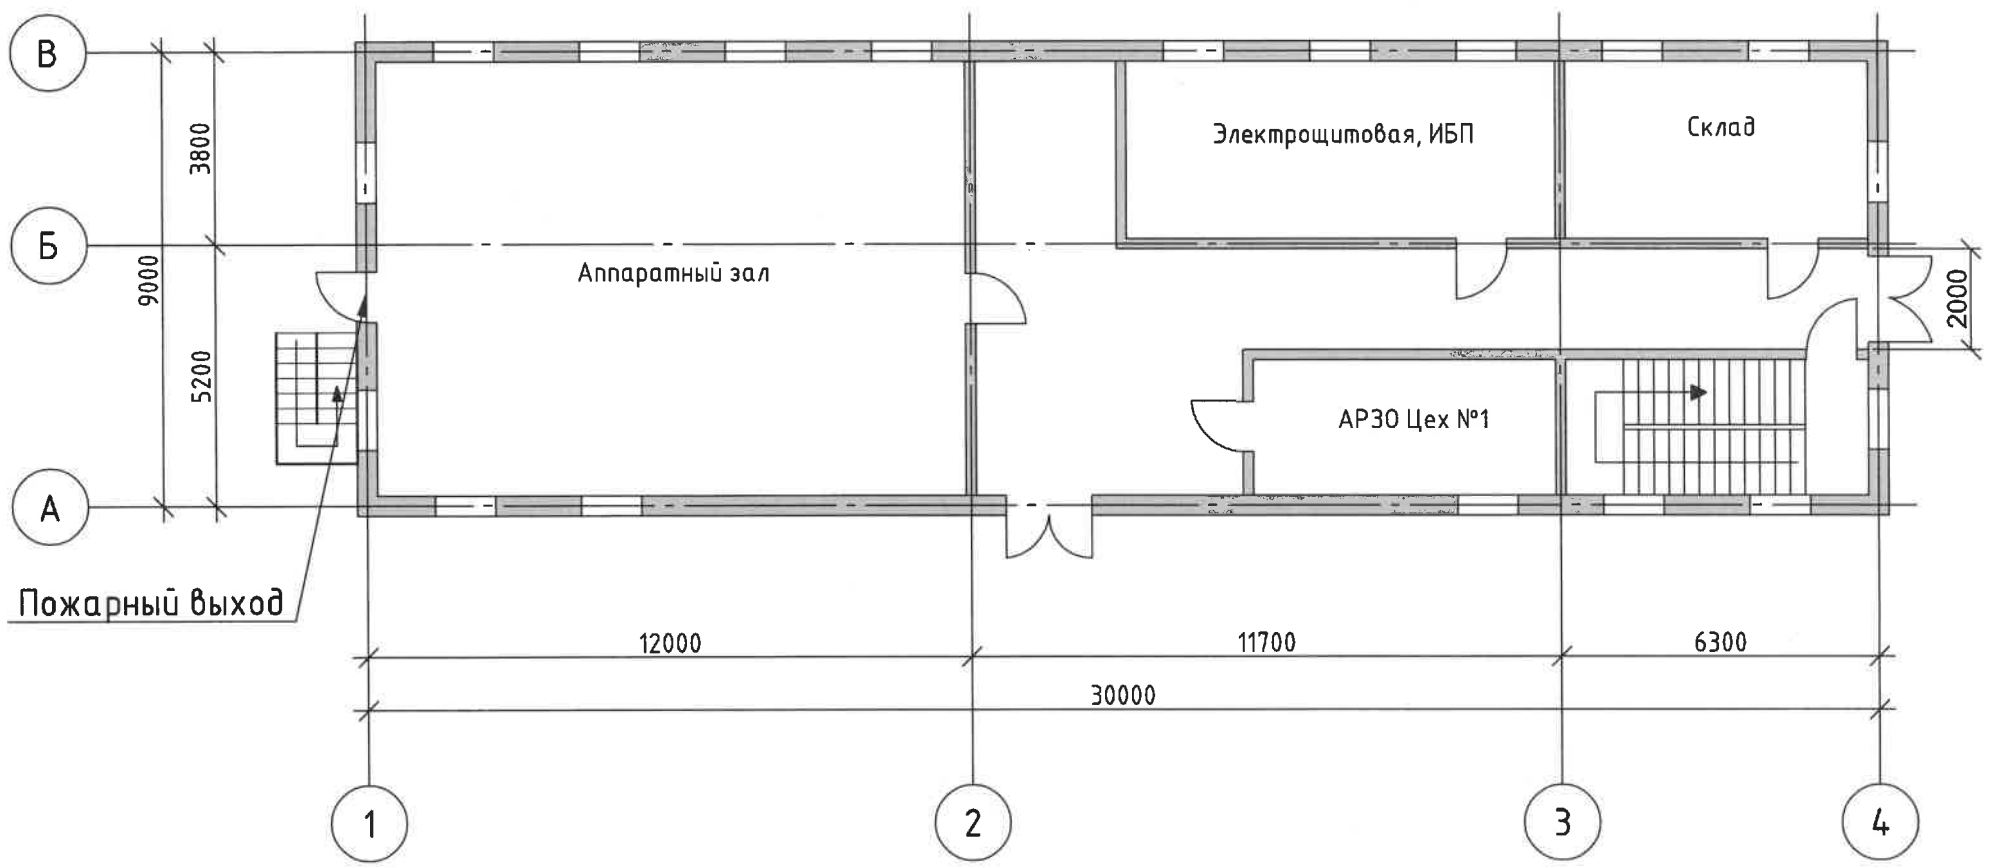 В
3800
Электрощитовая, ИБП
Склад
Б
9000
Аппаратный зал
2000
5200
АРЗО Цех №1
А
Пожарный выход
12000
11700
6300
30000
1
2
3
4